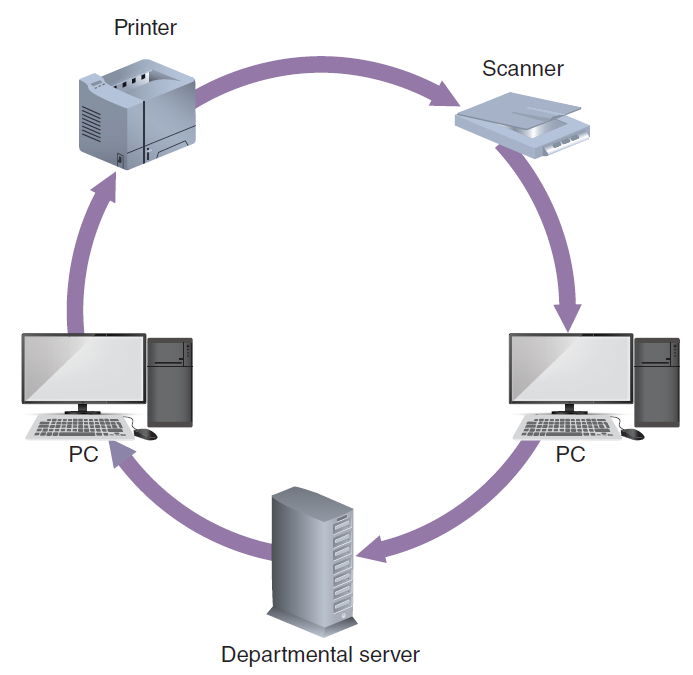 Printer
Scanner
PC
PC
Departmental server